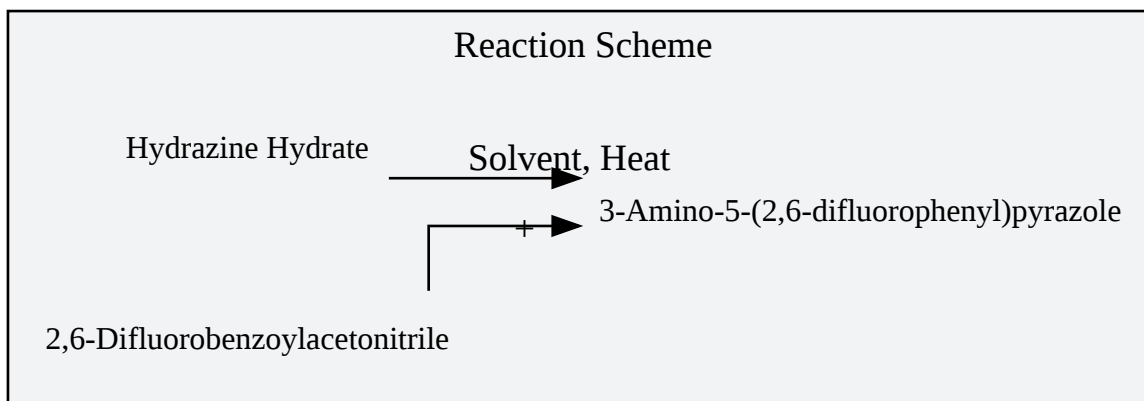 Reaction Scheme
Hydrazine Hydrate
Solvent, Heat
3-Amino-5-(2,6-difluorophenyl)pyrazole
+
2,6-Difluorobenzoylacetonitrile